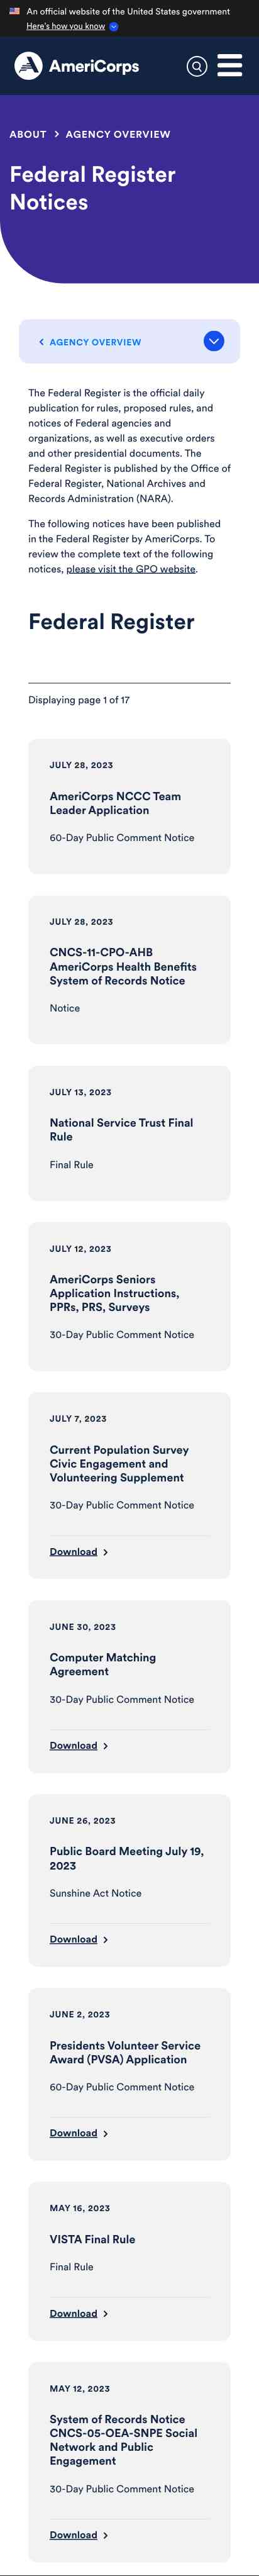 An official website of the United States government
Here's how you know
AmeriCorps
ABOUT > AGENCY OVERVIEW
Federal Register
Notices
< AGENCY OVERVIEW
The Federal Register is the official daily
publication for rules, proposed rules, and
notices of Federal agencies and
organizations, as well as executive orders
and other presidential documents. The
Federal Register is published by the Office of
Federal Register, National Archives and
Records Administration (NARA).
The following notices have been published
in the Federal Register by AmeriCorps. To
review the complete text of the following
notices, please visit the GPO website.
Federal Register
Displaying page 1 of 17
JULY 28, 2023
AmeriCorps NCCC Team
Leader Application
60-Day Public Comment Notice
JULY 28, 2023
CNCS-11-CPO-AHB
AmeriCorps Health Benefits
System of Records Notice
Notice
JULY 13, 2023
National Service Trust Final
Rule
Final Rule
JULY 12, 2023
AmeriCorps Seniors
Application Instructions,
PPRs, PRS, Surveys
30-Day Public Comment Notice
JULY 7, 2023
Current Population Survey
Civic Engagement and
Volunteering Supplement
30-Day Public Comment Notice
Download >
JUNE 30, 2023
Computer Matching
Agreement
30-Day Public Comment Notice
Download >
JUNE 26, 2023
Public Board Meeting July 19,
2023
Sunshine Act Notice
Download >
JUNE 2, 2023
Presidents Volunteer Service
Award (PVSA) Application
60-Day Public Comment Notice
Download >
MAY 16, 2023
VISTA Final Rule
Final Rule
Download >
MAY 12, 2023
System of Records Notice
CNCS-05-OEA-SNPE Social
Network and Public
Engagement
30-Day Public Comment Notice
Download >